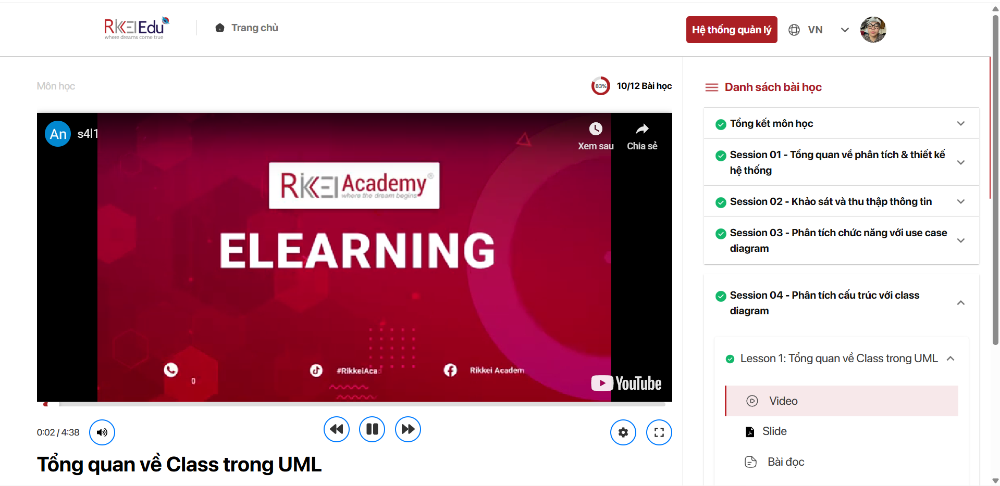 RIKKEI Edu
where dreams come true
Trang chủ
Hệ thống quản lý
VN
Môn học
83%
10/12 Bài học
An
s4l1
Xem sau
Chia sẻ
RIKKEI Academy®
where the dream begins
ELEARNING
0
#RikkeiAcad
Rikkei Academ
YouTube
0:02 / 4:38
Tổng quan về Class trong UML
Danh sách bài học
Tổng kết môn học
Session 01 - Tổng quan về phân tích & thiết kế
hệ thống
Session 02 - Khảo sát và thu thập thông tin
Session 03 - Phân tích chức năng với use case
diagram
Session 04 - Phân tích cấu trúc với class
diagram
Lesson 1: Tổng quan về Class trong UML
Video
Slide
Bài đọc